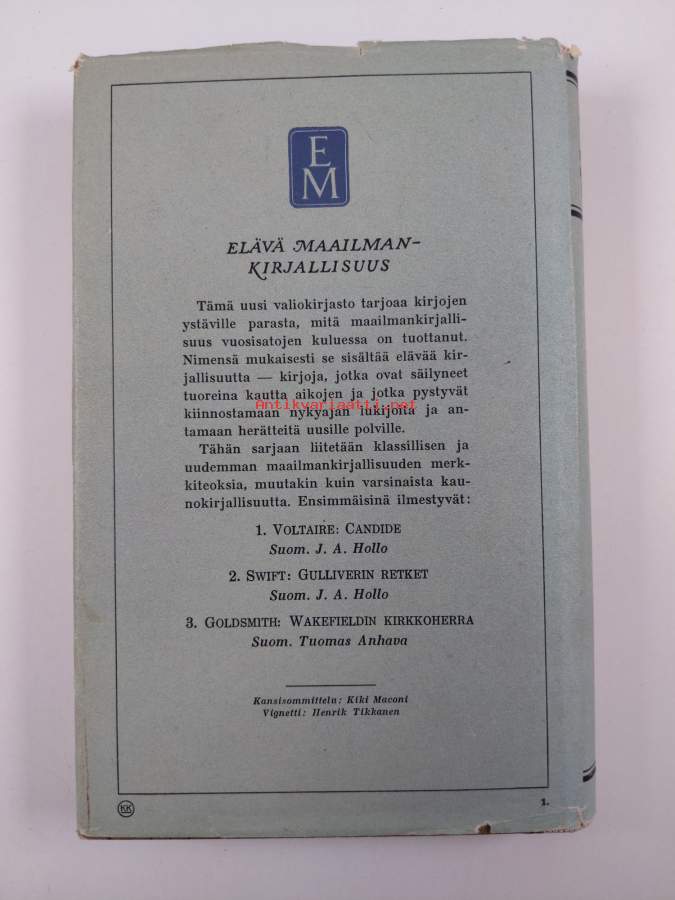 E
M
ELÄVÄ MAAILMAN-
KIRJALLISUUS
Tämä uusi valiokirjasto tarjoaa kirjojen
ystäville parasta, mitä maailmankirjalli-
suus vuosisatojen kuluessa on tuottanut.
Nimensä mukaisesti se sisältää elävää kir-
jallisuutta — kirjoja, jotka ovat säilyneet
tuoreina kautta aikojen ja jotka pystyvät
kiinnostamaan nykyajan lukijoita ja an-
Antikvariaatti.net
tamaan herätteitä uusille polville.
Tähän sarjaan liitetään klassillisen ja
uudemman maailmankirjallisuuden merk-
kiteoksia, muutakin kuin varsinaista kau-
nokirjallisuutta. Ensimmäisinä ilmestyvät:
1. VOLTAIRE: CANDIDE
Suom. J. A. Hollo
2. SWIFT: GULLIVERIN RETKET
Suom. J. A. Hollo
3. GOLDSMITH: WAKEFIELDIN KIRKKOHERRA
Suom. Tuomas Anhava
Kansisommittelu: Kiki Maconi
Vignetti: Henrik Tikkanen
KK
1.